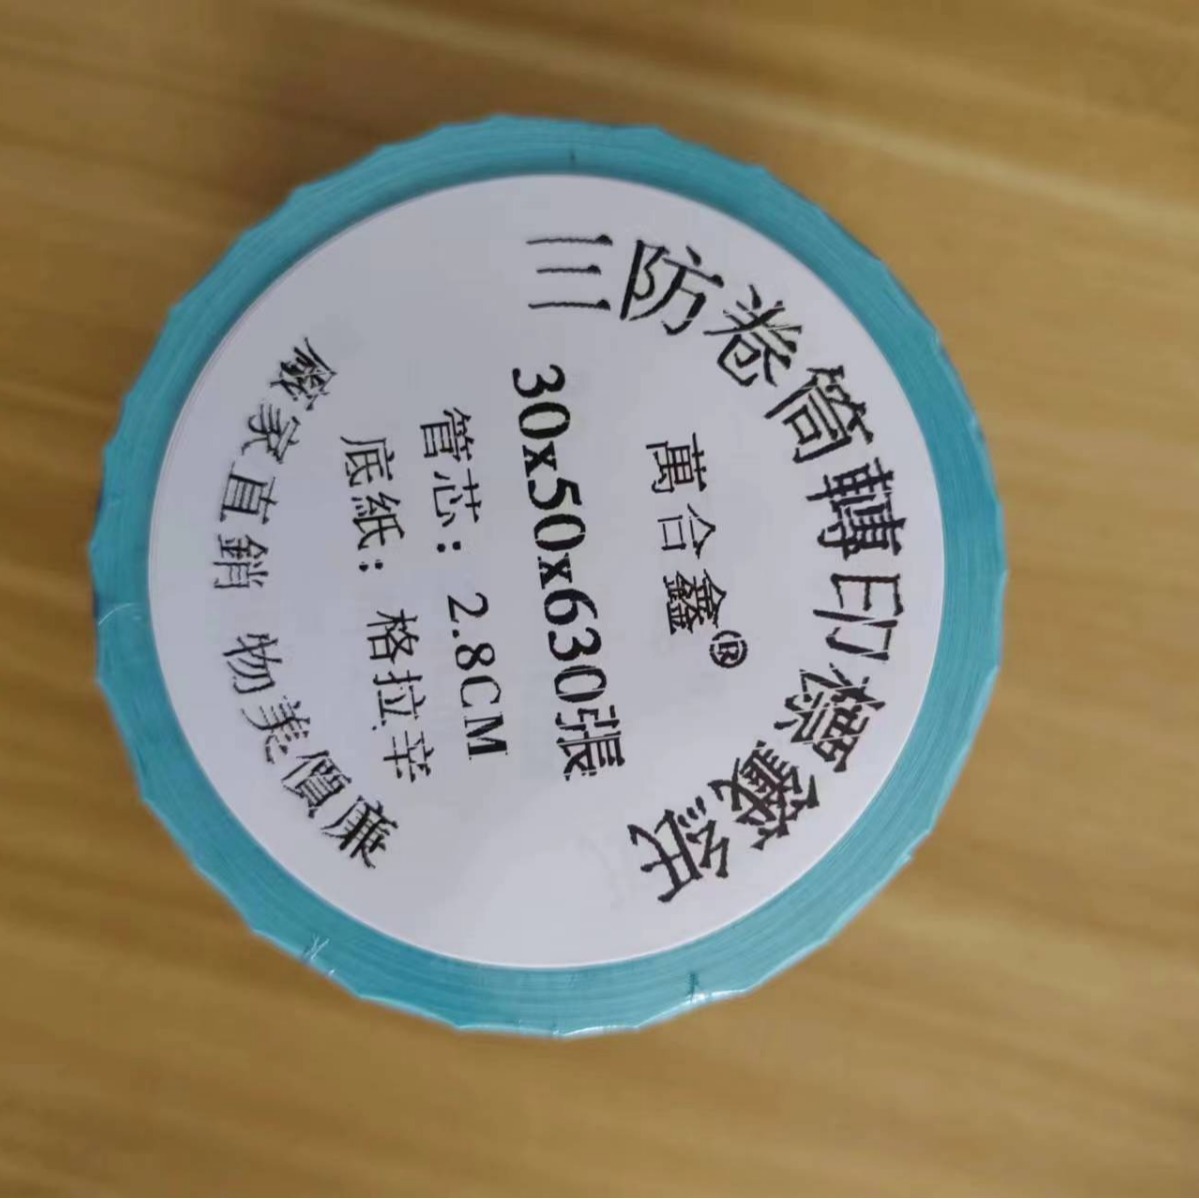 三防卷筒轉印標籤紙
萬合鑫®
30x50x630張
管芯：2.8CM
底紙：格拉辛
廠家直銷 物美價廉